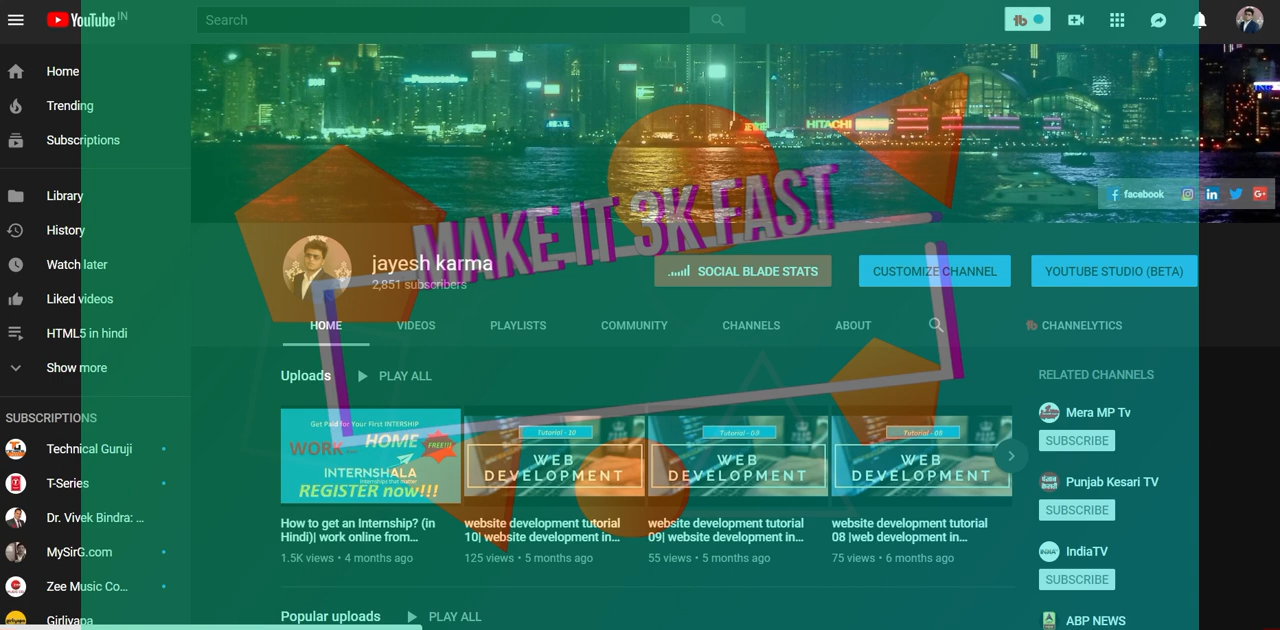 YouTube IN
Search
Home
Trending
Subscriptions
Library
History
Watch later
Liked videos
HTML5 in hindi
Show more
SUBSCRIPTIONS
Technical Guruji
T-Series
Dr. Vivek Bindra: ...
MySirG.com
Zee Music Co...
Girliyapa
Panasonic
HITACHI
facebook
in
G+
MAKE IT 3K FAST
jayesh karma
2,851 subscribers
SOCIAL BLADE STATS
CUSTOMIZE CHANNEL
YOUTUBE STUDIO (BETA)
HOME VIDEOS PLAYLISTS COMMUNITY CHANNELS ABOUT CHANNELYTICS
Uploads PLAY ALL
Get Paid for Your First INTERSHIP
WORK HOME
FREE!!!
INTERNSHALA
Internships that matter
REGISTER now!!!
How to get an Internship? (in
Hindi)| work online from...
1.5K views • 4 months ago
Tutorial - 10
WEB
DEVELOPMENT
website development tutorial
10| website development in...
125 views • 5 months ago
Tutorial - 09
WEB
DEVELOPMENT
website development tutorial
09| website development in...
55 views • 5 months ago
Tutorial - 08
WEB
DEVELOPMENT
website development tutorial
08 |web development in...
75 views • 6 months ago
Popular uploads PLAY ALL
RELATED CHANNELS
Mera MP Tv
SUBSCRIBE
Punjab Kesari TV
SUBSCRIBE
IndiaTV
SUBSCRIBE
ABP NEWS